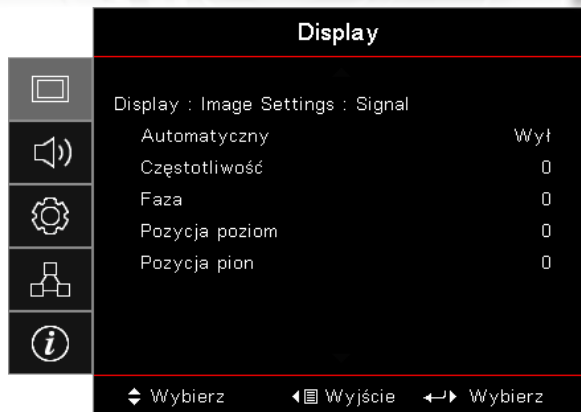 Display
Display : Image Settings : Signal
Automatyczny Wył
Częstotliwość 0
Faza 0
Pozycja poziom 0
Pozycja pion 0
Wybierz Wyjście Wybierz